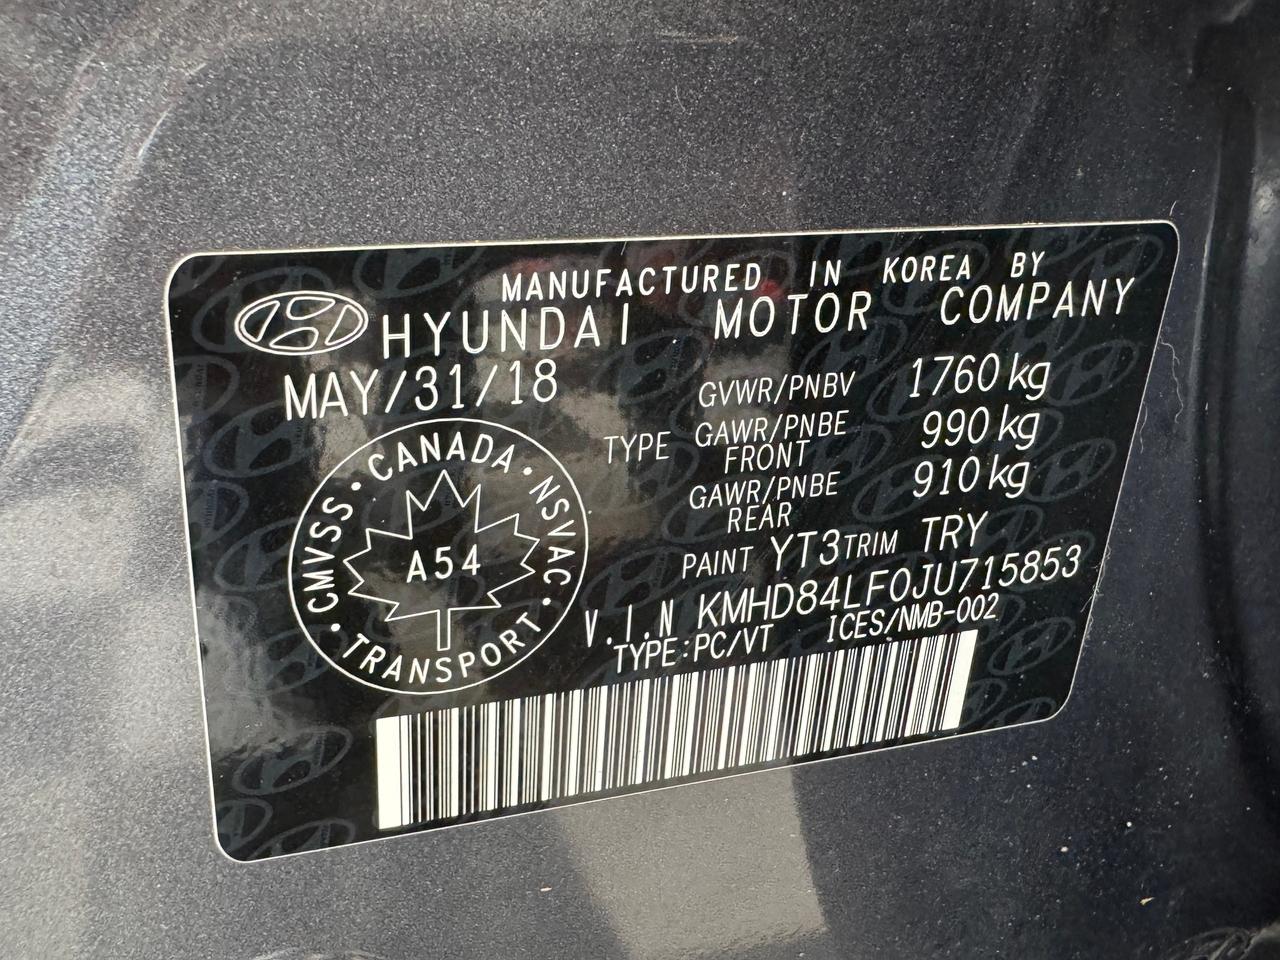 MANUFACTURED IN KOREA BY
HYUNDAI MOTOR COMPANY
MAY/31/18
GVWR/PNBV 1760 kg
TYPE GAWR/PNBE FRONT 990 kg
GAWR/PNBE REAR 910 kg
PAINT YT3 TRIM TRY
V.I.N KMHD84LF0JU715853
TYPE:PC/VT ICES/NMB-002
CMVSS · CANADA · NSVAC · TRANSPORT ·
A54